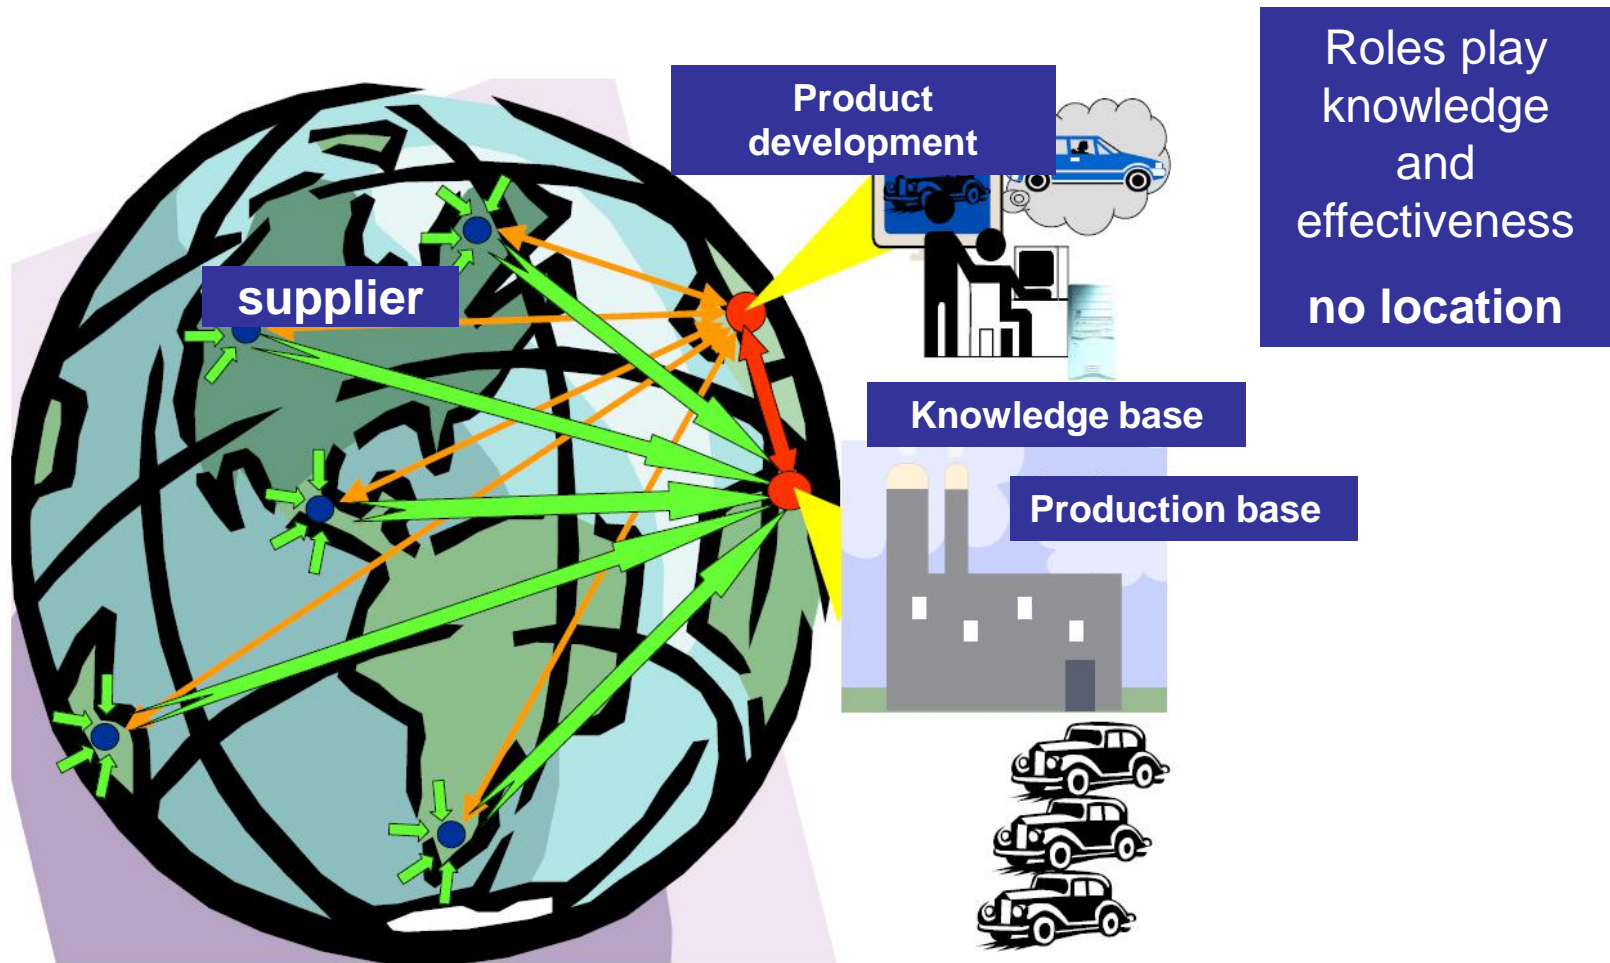 Product
development
Roles play
knowledge
and
effectiveness
no location
supplier
Knowledge base
Production base